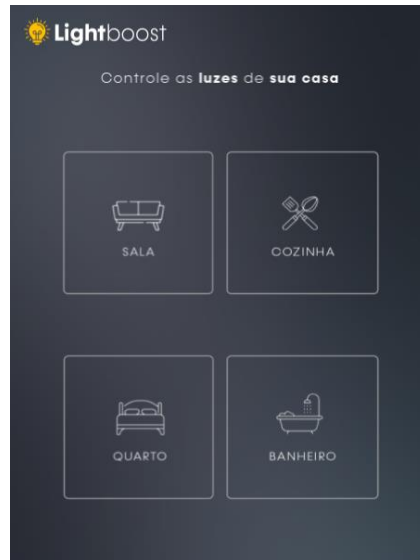 Lightboost
Controle as luzes de sua casa
SALA
COZINHA
QUARTO
BANHEIRO